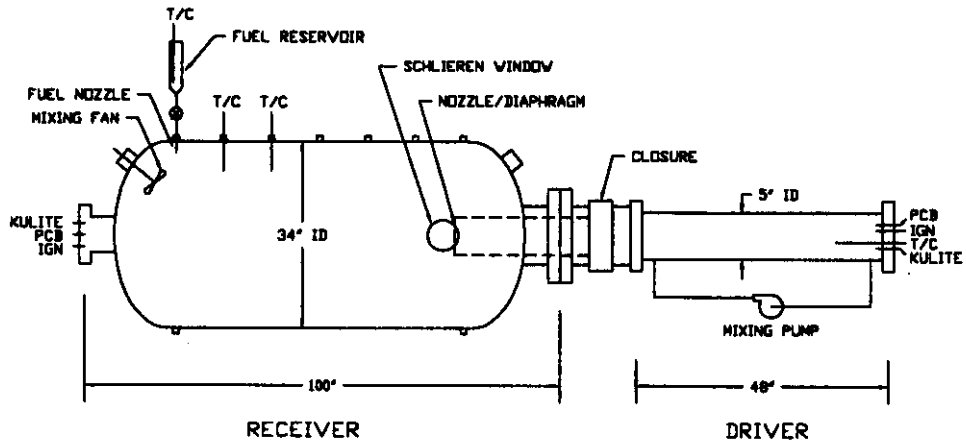 T/C
FUEL RESERVOIR
SCHLIEREN WINDOW
FUEL NOZZLE
T/C T/C
NOZZLE/DIAPHRAGM
MIXING FAN
CLOSURE
KULITE
PCB
IGN
34" ID
5" ID
PCB
IGN
T/C
KULITE
MIXING PUMP
100"
48"
RECEIVER
DRIVER